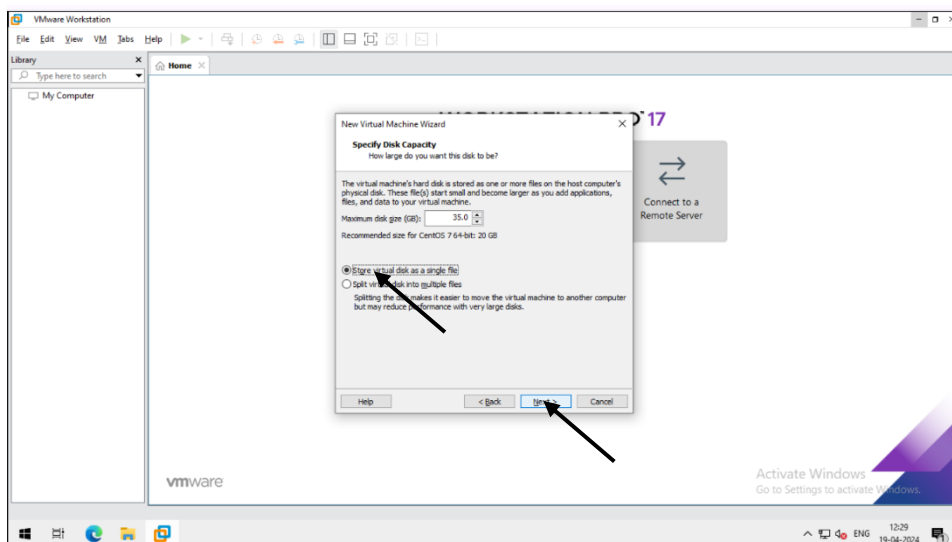 VMware Workstation
File Edit View VM Tabs Help
Library
Type here to search
My Computer
Home
17
Connect to a
Remote Server
New Virtual Machine Wizard
Specify Disk Capacity
How large do you want this disk to be?
The virtual machine's hard disk is stored as one or more files on the host computer's
physical disk. These file(s) start small and become larger as you add applications,
files, and data to your virtual machine.
Maximum disk size (GB): 35.0
Recommended size for CentOS 7 64-bit: 20 GB
Store virtual disk as a single file
Split virtual disk into multiple files
Splitting the disk makes it easier to move the virtual machine to another computer
but may reduce performance with very large disks.
Help < Back Next > Cancel
vmware
Activate Windows
Go to Settings to activate Windows.
ENG 12:29
19-04-2024